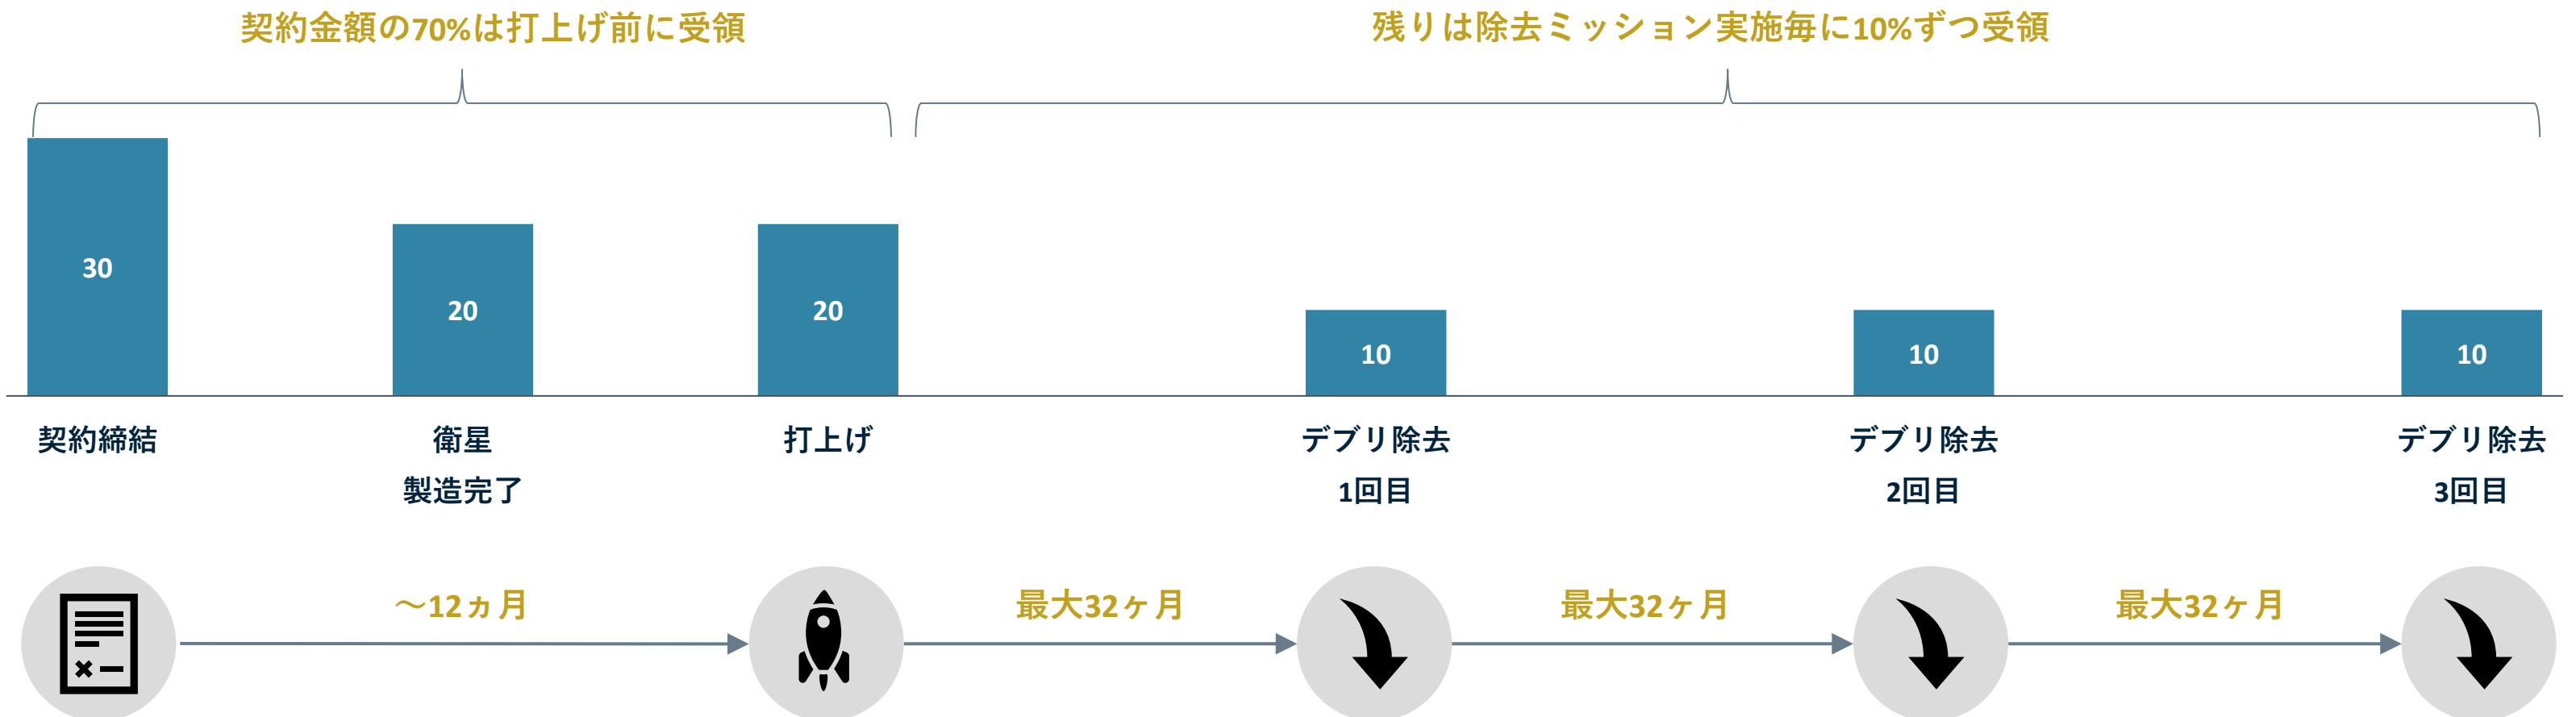 契約金額の70%は打上げ前に受領
残りは除去ミッション実施毎に10%ずつ受領
30
20
20
10
10
10
契約締結
衛星
製造完了
打上げ
デブリ除去
1回目
デブリ除去
2回目
デブリ除去
3回目
～12ヵ月
最大32ヶ月
最大32ヶ月
最大32ヶ月